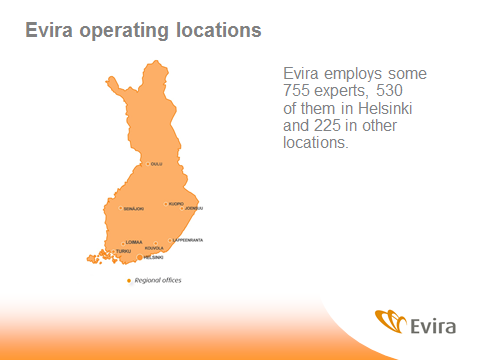 Evira operating locations
Evira employs some
755 experts, 530
of them in Helsinki
and 225 in other
locations.
OULU
KUOPIO
SEINÄJOKI
JOENSUU
LOIMAA
LAPPEENRANTA
KOUVOLA
TURKU
HELSINKI
Regional offices
Evira